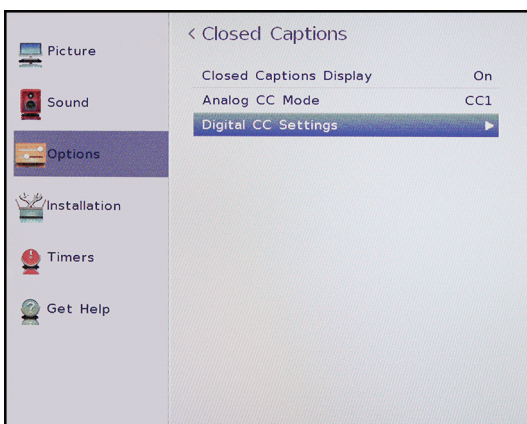 < Closed Captions
Picture
Closed Captions Display On
Sound
Analog CC Mode CC1
Digital CC Settings
Options
Installation
Timers
Get Help